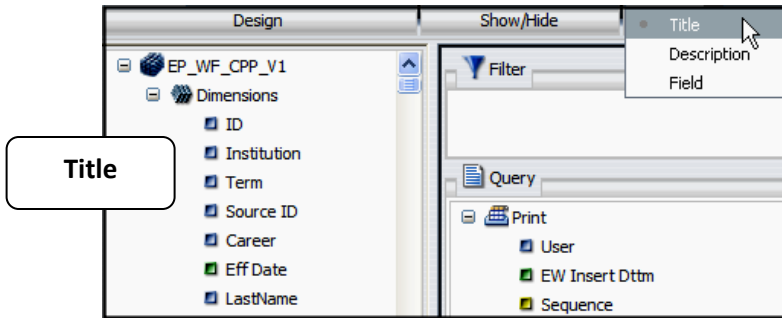 Design
Show/Hide
Title
Description
Field
EP_WF_CPP_V1
Dimensions
ID
Institution
Term
Source ID
Career
Eff Date
LastName
Title
Filter
Query
Print
User
EW Insert Dttm
Sequence